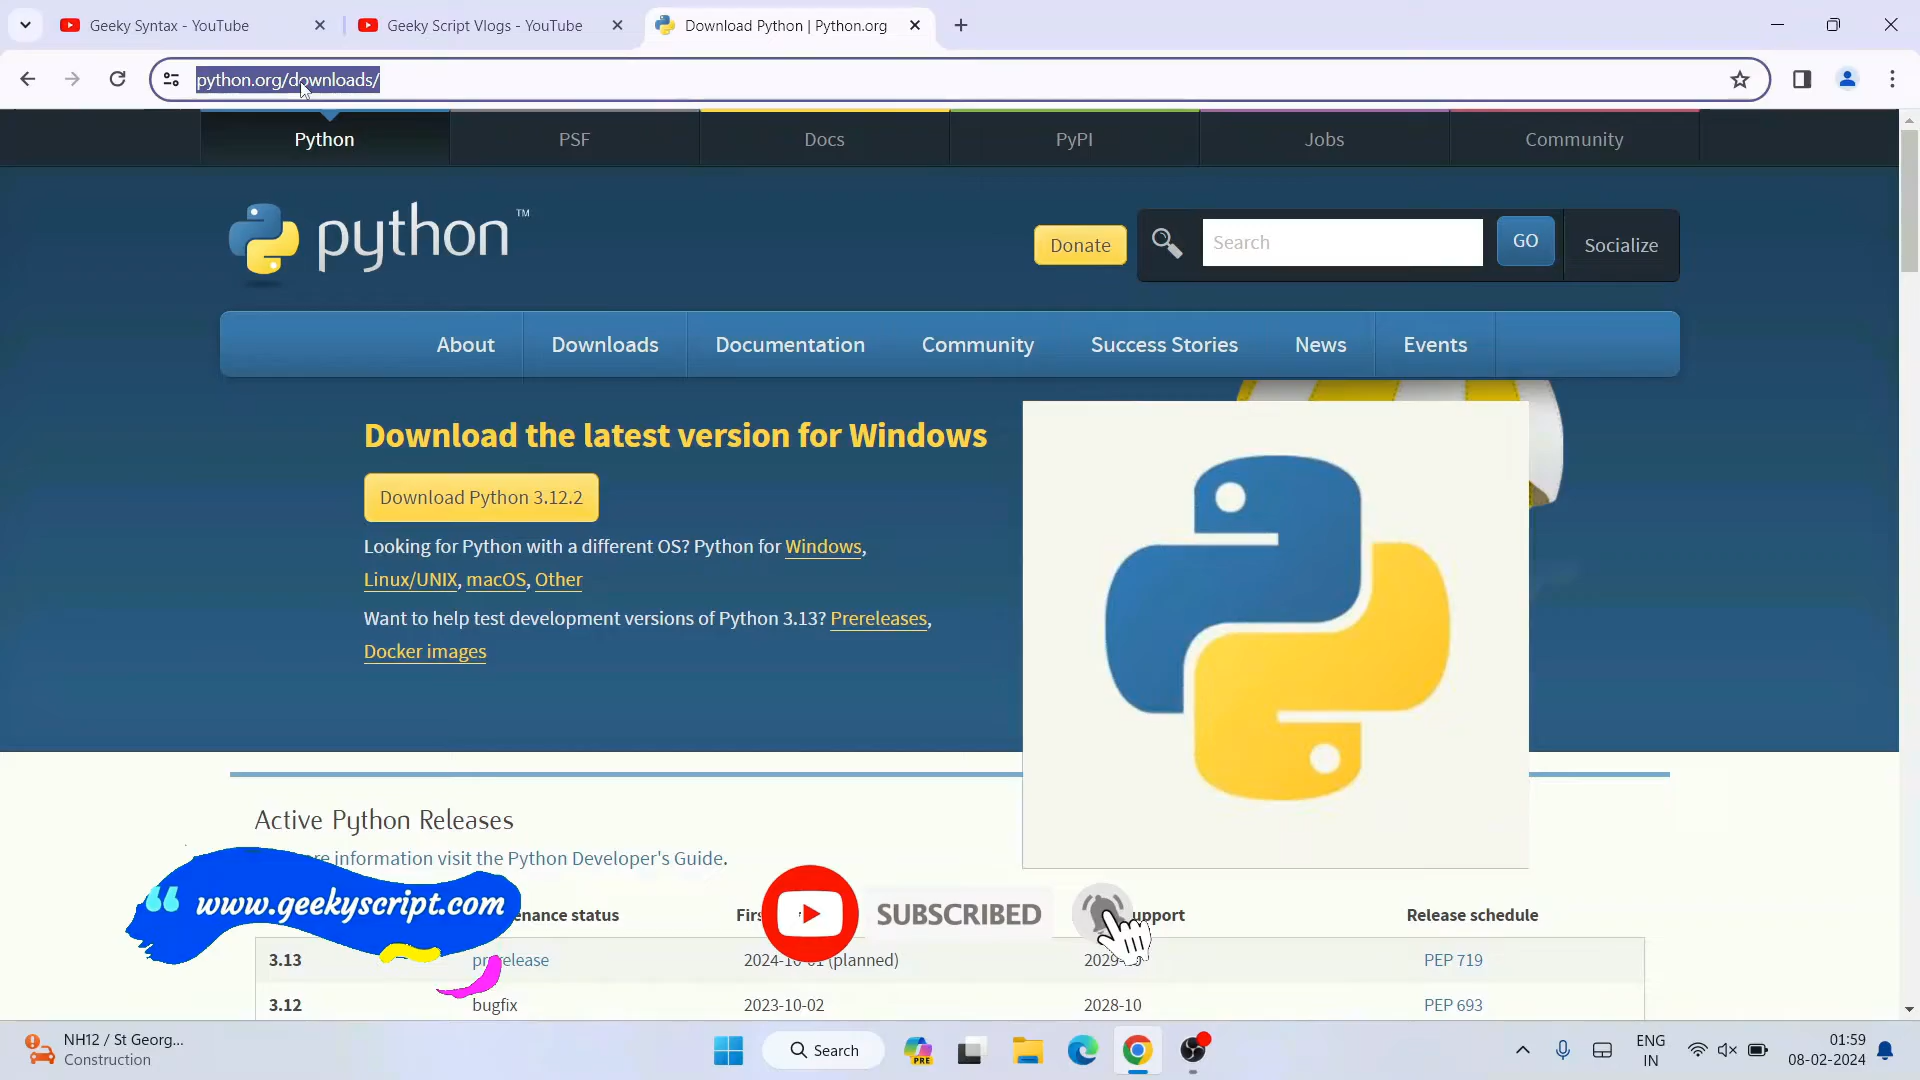 Geeky Syntax - YouTube
Geeky Script Vlogs - YouTube
Download Python | Python.org
python.org/downloads/
Python
PSF
Docs
PyPI
Jobs
Community
python™
Donate
Search
GO
Socialize
About
Downloads
Documentation
Community
Success Stories
News
Events
Download the latest version for Windows
Download Python 3.12.2
Looking for Python with a different OS? Python for Windows,
Linux/UNIX, macOS, Other
Want to help test development versions of Python 3.13? Prereleases,
Docker images
Active Python Releases
information visit the Python Developer's Guide.
www.geekyscript.com
status
SUBSCRIBED
Release schedule
3.13
2024-10-01 (planned)
PEP 719
3.12
bugfix
2023-10-02
2028-10
PEP 693
NH12 / St Georg...
Construction
Search
PRE
ENG
IN
01:59
08-02-2024